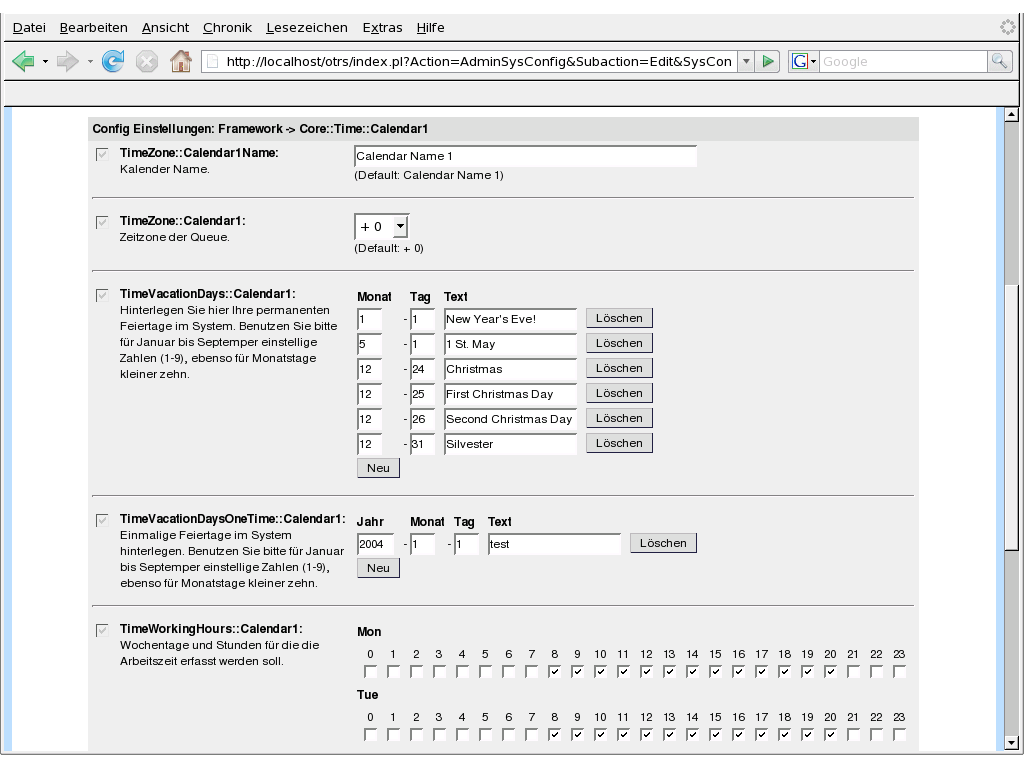 Datei Bearbeiten Ansicht Chronik Lesezeichen Extras Hilfe
http://localhost/otrs/index.pl?Action=AdminSysConfig&Subaction=Edit&SysCon G Google
Config Einstellungen: Framework -> Core::Time::Calendar1
TimeZone::Calendar1Name: Calendar Name 1
Kalender Name. (Default: Calendar Name 1)
TimeZone::Calendar1: + 0
Zeitzone der Queue. (Default: + 0)
TimeVacationDays::Calendar1:
Hinterlegen Sie hier Ihre permanenten
Feiertage im System. Benutzen Sie bitte
für Januar bis Septemper einstellige
Zahlen (1-9), ebenso für Monatstage
kleiner zehn.
Monat Tag Text
1 - 1 New Year's Eve! Löschen
5 - 1 1 St. May Löschen
12 - 24 Christmas Löschen
12 - 25 First Christmas Day Löschen
12 - 26 Second Christmas Day Löschen
12 - 31 Silvester Löschen
Neu
TimeVacationDaysOneTime::Calendar1:
Einmalige Feiertage im System
hinterlegen. Benutzen Sie bitte für Januar
bis Septemper einstellige Zahlen (1-9),
ebenso für Monatstage kleiner zehn.
Jahr Monat Tag Text
2004 - 1 - 1 test Löschen
Neu
TimeWorkingHours::Calendar1:
Wochentage und Stunden für die die
Arbeitszeit erfasst werden soll.
Mon
0 1 2 3 4 5 6 7 8 9 10 11 12 13 14 15 16 17 18 19 20 21 22 23
Tue
0 1 2 3 4 5 6 7 8 9 10 11 12 13 14 15 16 17 18 19 20 21 22 23